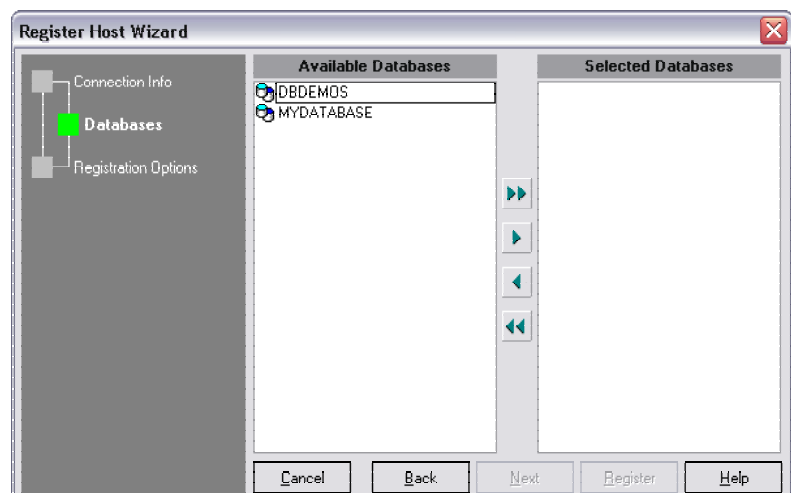 Register Host Wizard
Connection Info
Databases
Registration Options
Available Databases
DBDEMOS
MYDATABASE
Selected Databases
Cancel
Back
Next
Register
Help